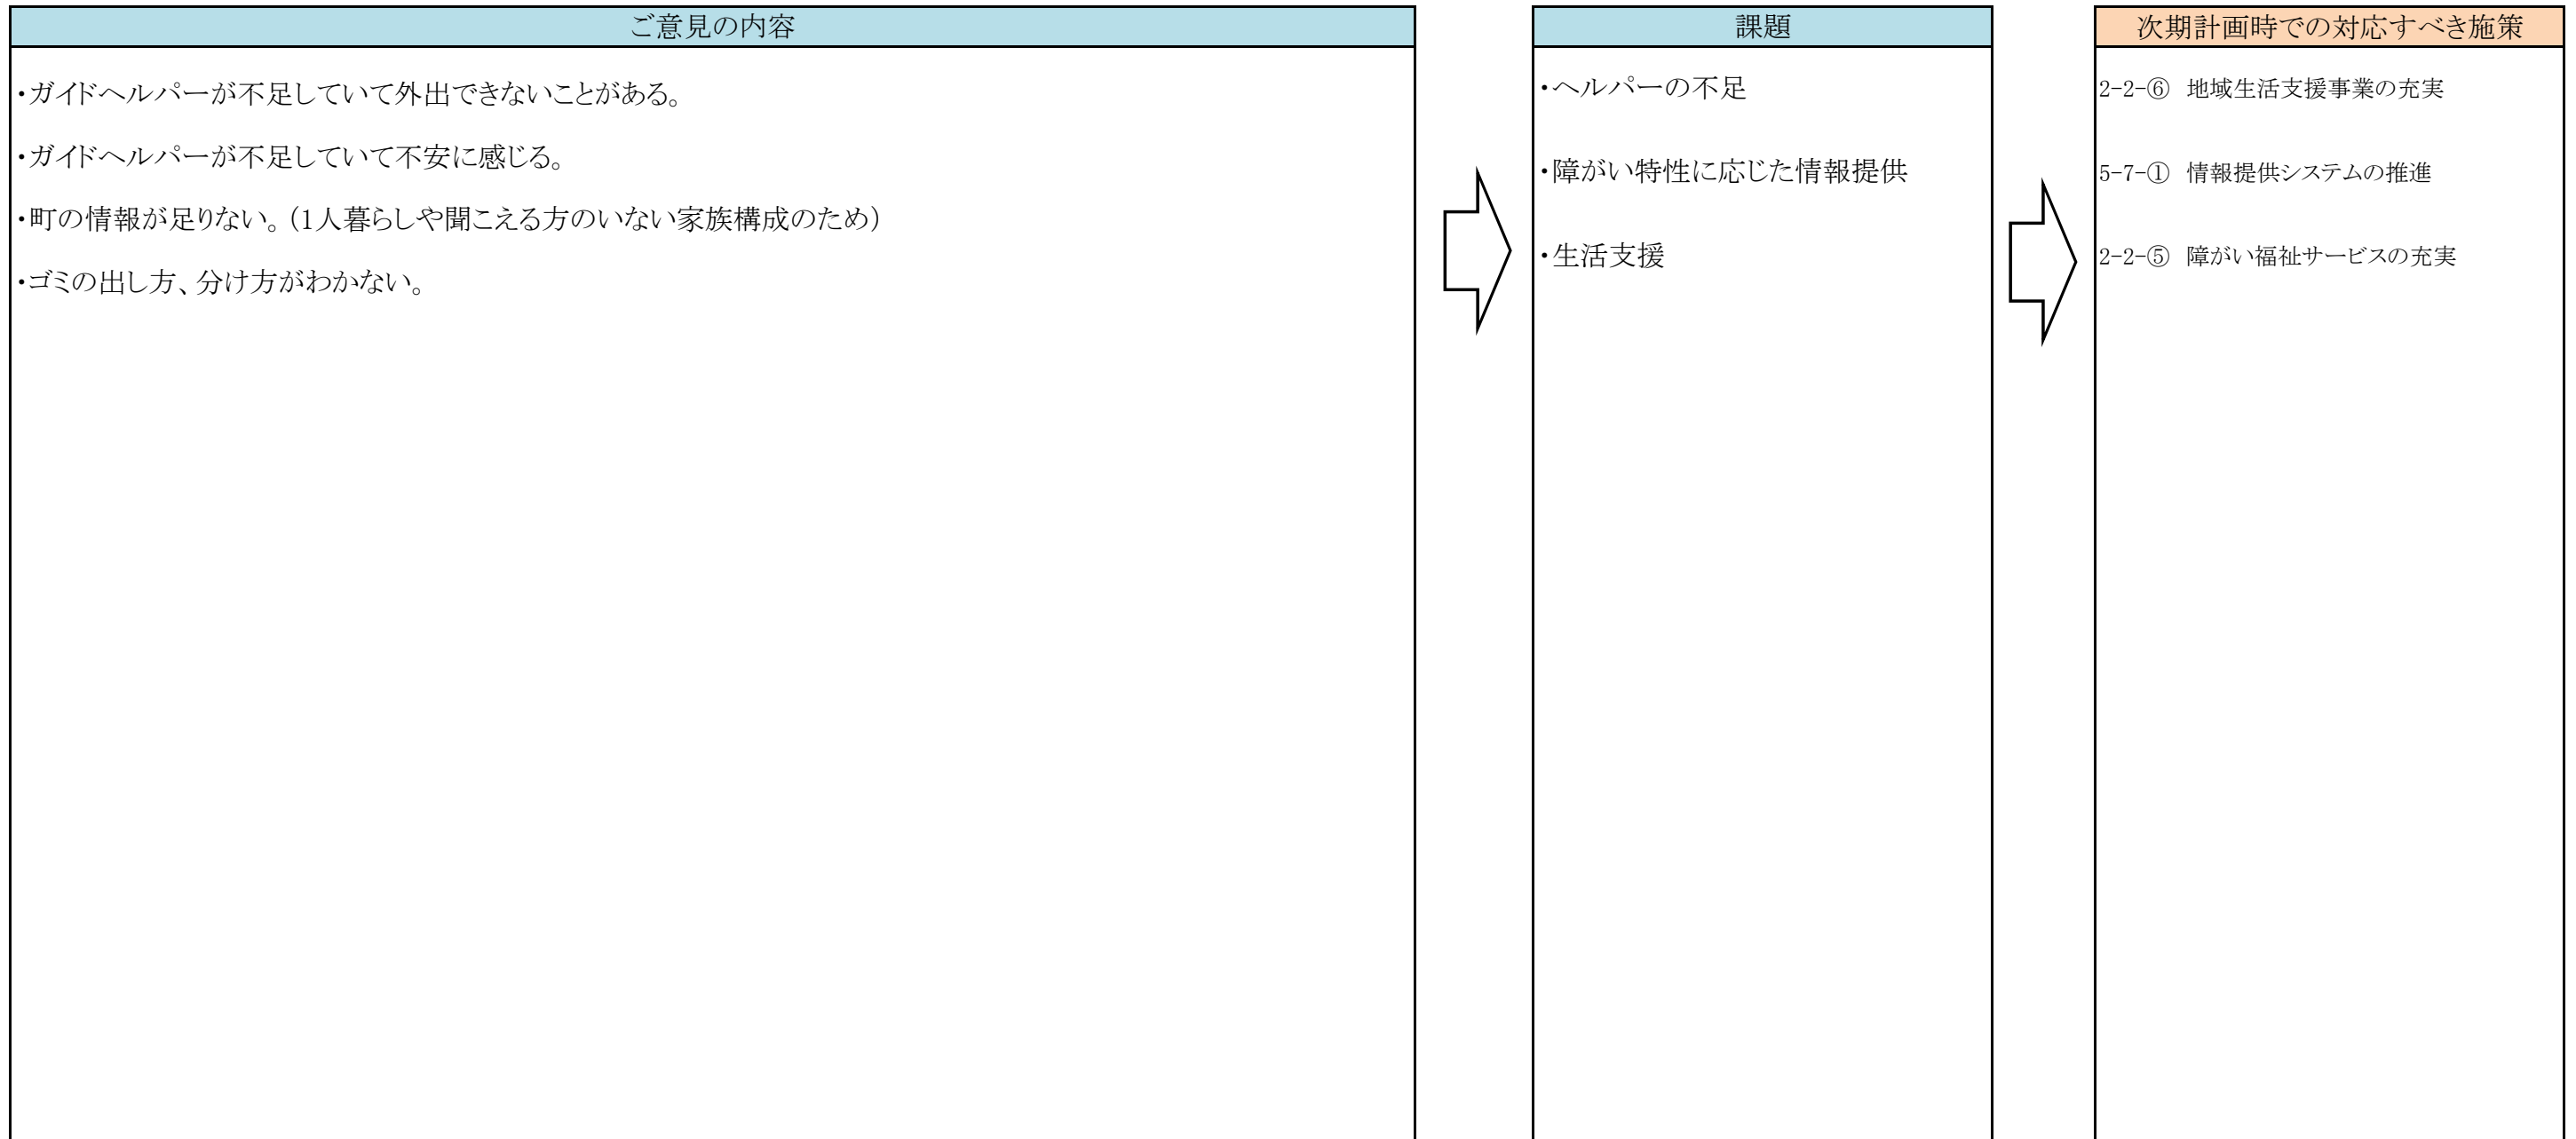 ご意見の内容
・ガイドヘルパーが不足していて外出できないことがある。
・ガイドヘルパーが不足していて不安に感じる。
・町の情報が足りない。（1人暮らしや聞こえる方のいない家族構成のため）
・ゴミの出し方、分け方がわかない。
課題
・ヘルパーの不足
・障がい特性に応じた情報提供
・生活支援
次期計画時での対応すべき施策
2-2-⑥ 地域生活支援事業の充実
5-7-① 情報提供システムの推進
2-2-⑤ 障がい福祉サービスの充実